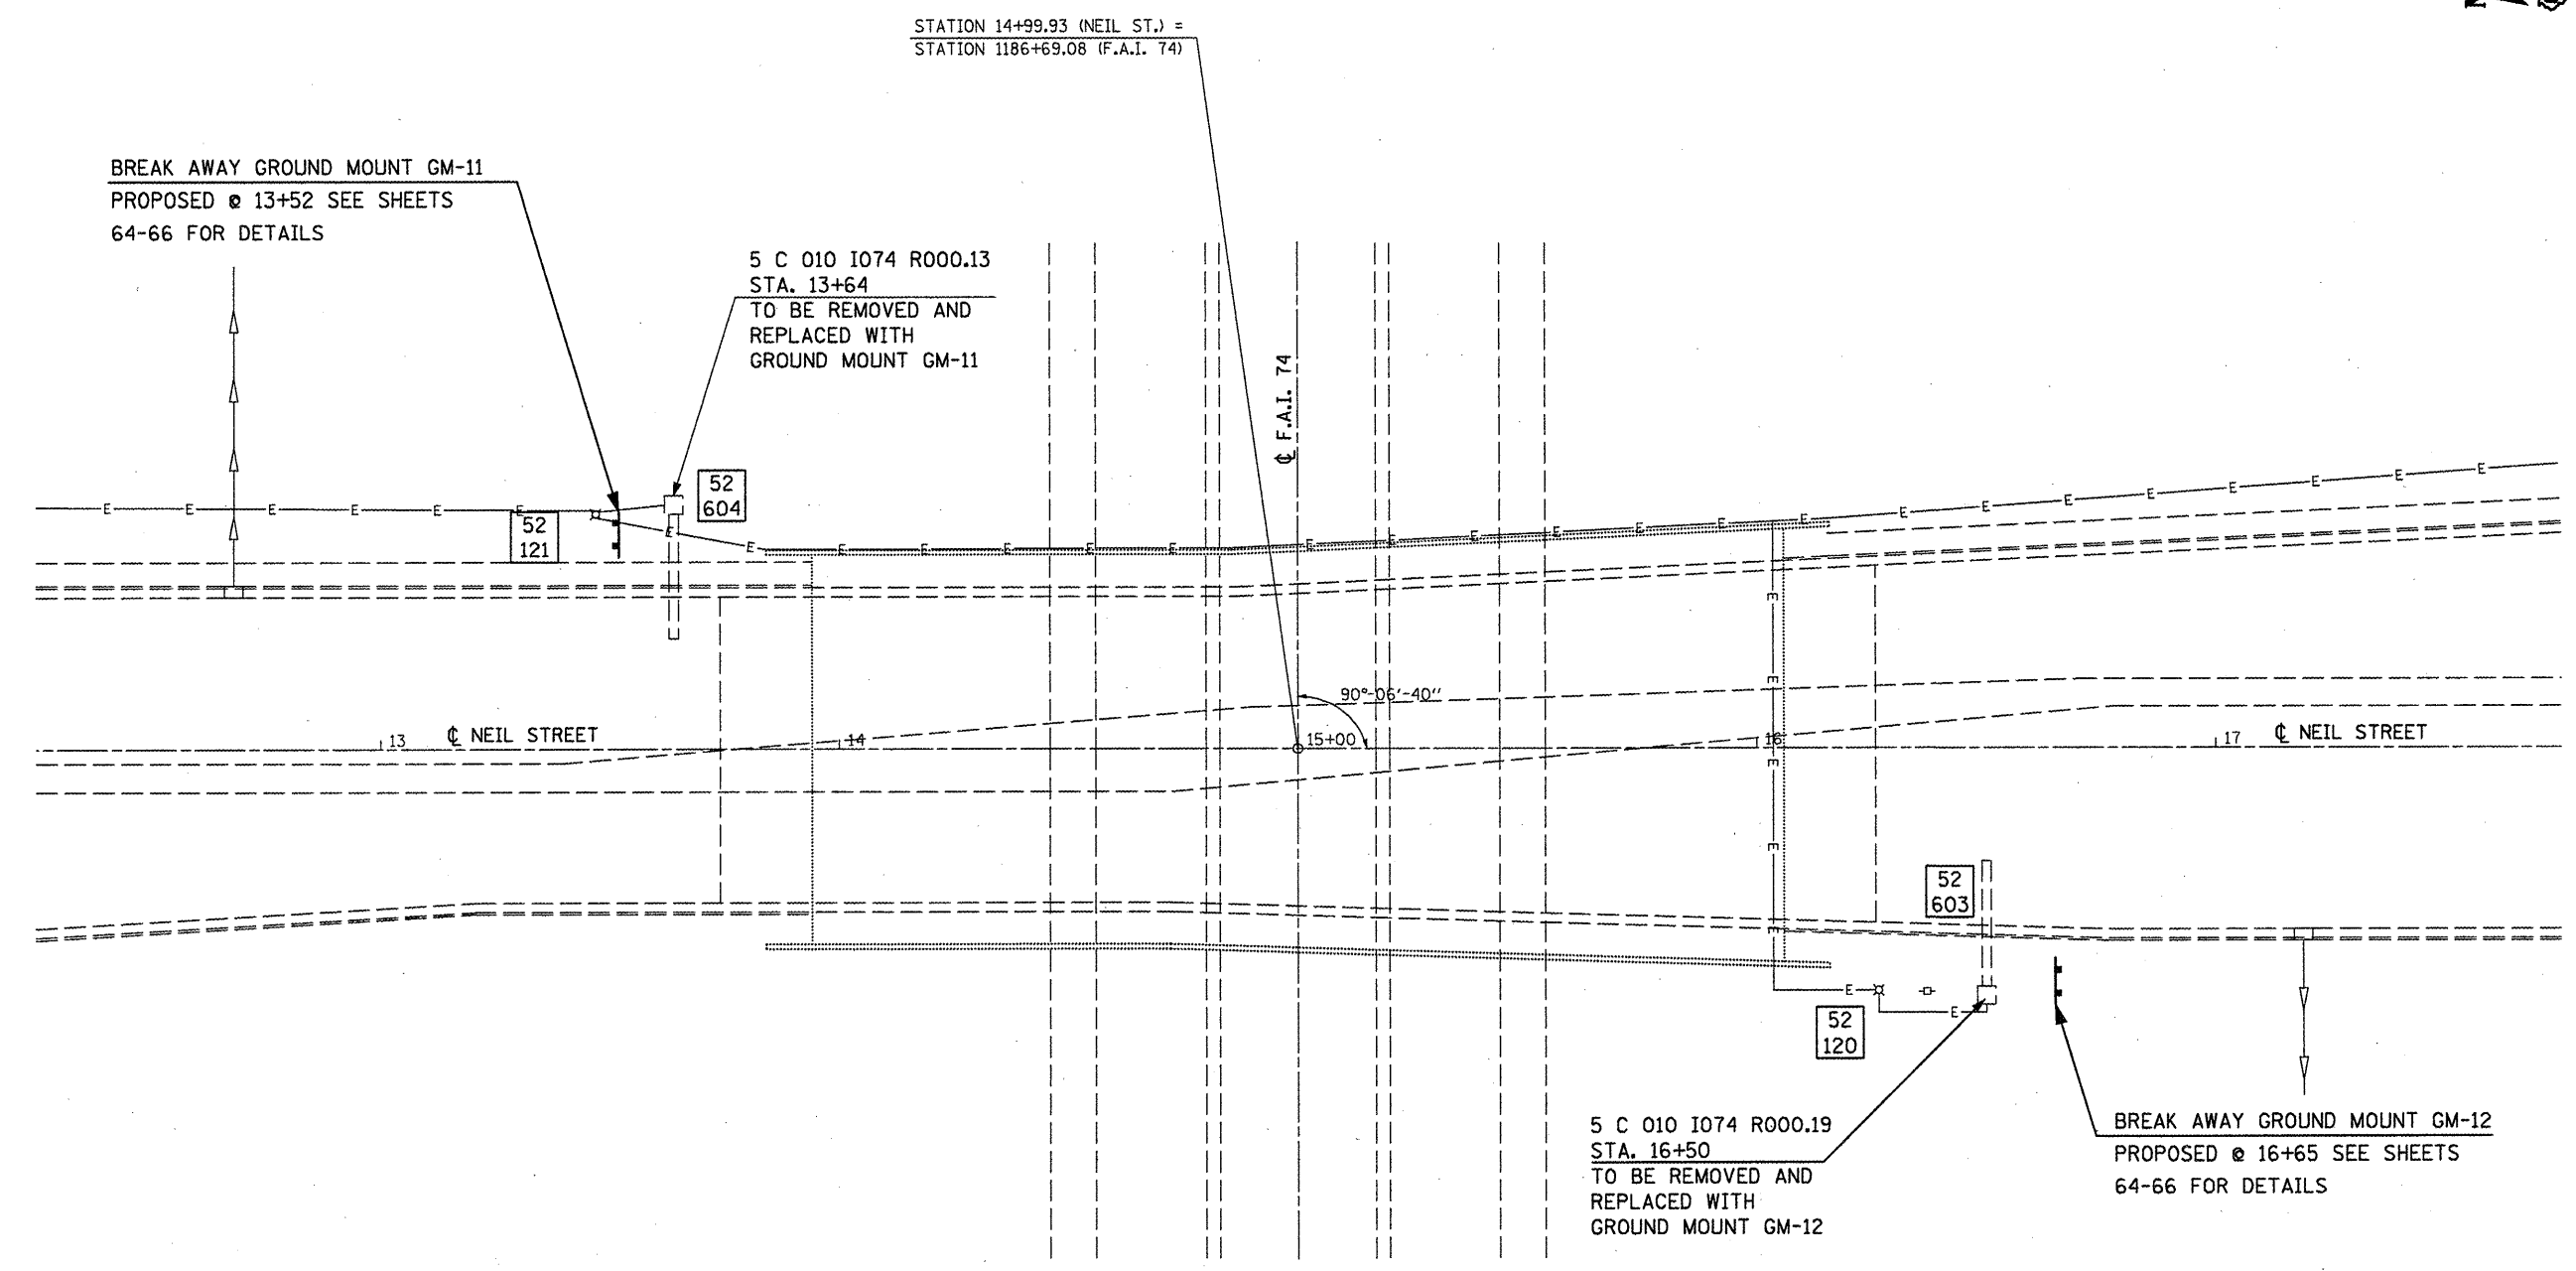 N
STATION 14+99.93 (NEIL ST.) =
STATION 1186+69.08 (F.A.I. 74)
BREAK AWAY GROUND MOUNT GM-11
PROPOSED @ 13+52 SEE SHEETS
64-66 FOR DETAILS
5 C 010 I074 R000.13
STA. 13+64
TO BE REMOVED AND
REPLACED WITH
GROUND MOUNT GM-11
℄ F.A.I. 74
52
604
52
121
E E E E E E E E E E E E E E E E E E E E E E E E E E E E
E E E E E
90°-06'-40"
13
℄ NEIL STREET
14
15+00
16
17
℄ NEIL STREET
52
603
E
E
52
120
5 C 010 I074 R000.19
STA. 16+50
TO BE REMOVED AND
REPLACED WITH
GROUND MOUNT GM-12
BREAK AWAY GROUND MOUNT GM-12
PROPOSED @ 16+65 SEE SHEETS
64-66 FOR DETAILS